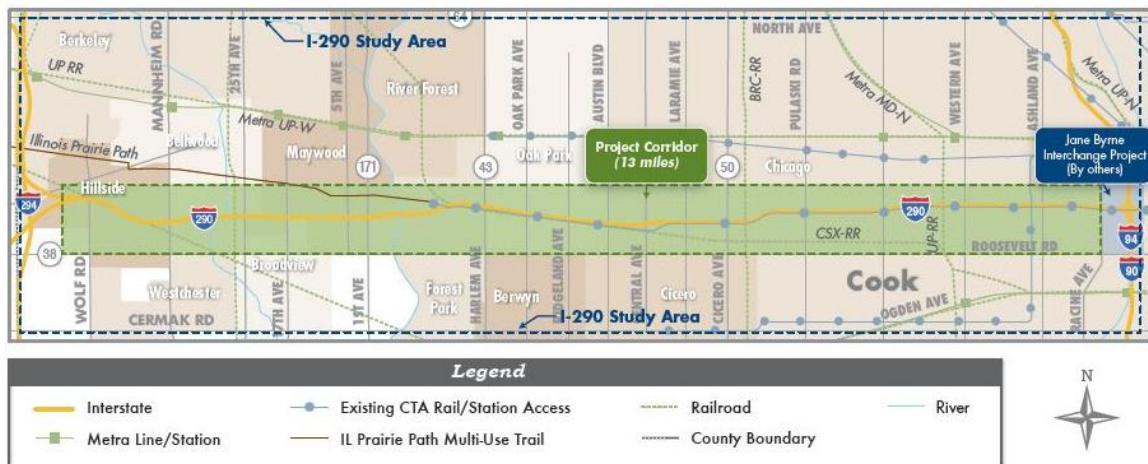 64
I-290 Study Area
NORTH AVE
Berkeley
MANNHEIM RD
25TH AVE
5TH AVE
River Forest
OAK PARK AVE
AUSTIN BLVD
LARAMIE AVE
BRC-RR
PULASKI RD
Metra MD-N
WESTERN AVE
ASHLAND AVE
Metra UP-N
UP RR
Metra UP-W
Illinois Prairie Path
Bellwood
Maywood
171
43
Oak Park
Project Corridor
(13 miles)
50
Chicago
Jane Byrne
Interchange Project
(By others)
Hillside
294
290
290
94
38
CSX-RR
UP-RR
ROOSEVELT RD
90
WOLF RD
Broadview
Westchester
17TH AVE
1ST AVE
Forest
Park
HARLEM AVE
Berwyn
RIDGELAND AVE
CENTRAL AVE
Cicero
CICERO AVE
Cook
OGDEN AVE
RACINE AVE
CERMAK RD
I-290 Study Area
Legend
Interstate
Existing CTA Rail/Station Access
Railroad
River
Metra Line/Station
IL Prairie Path Multi-Use Trail
County Boundary
N